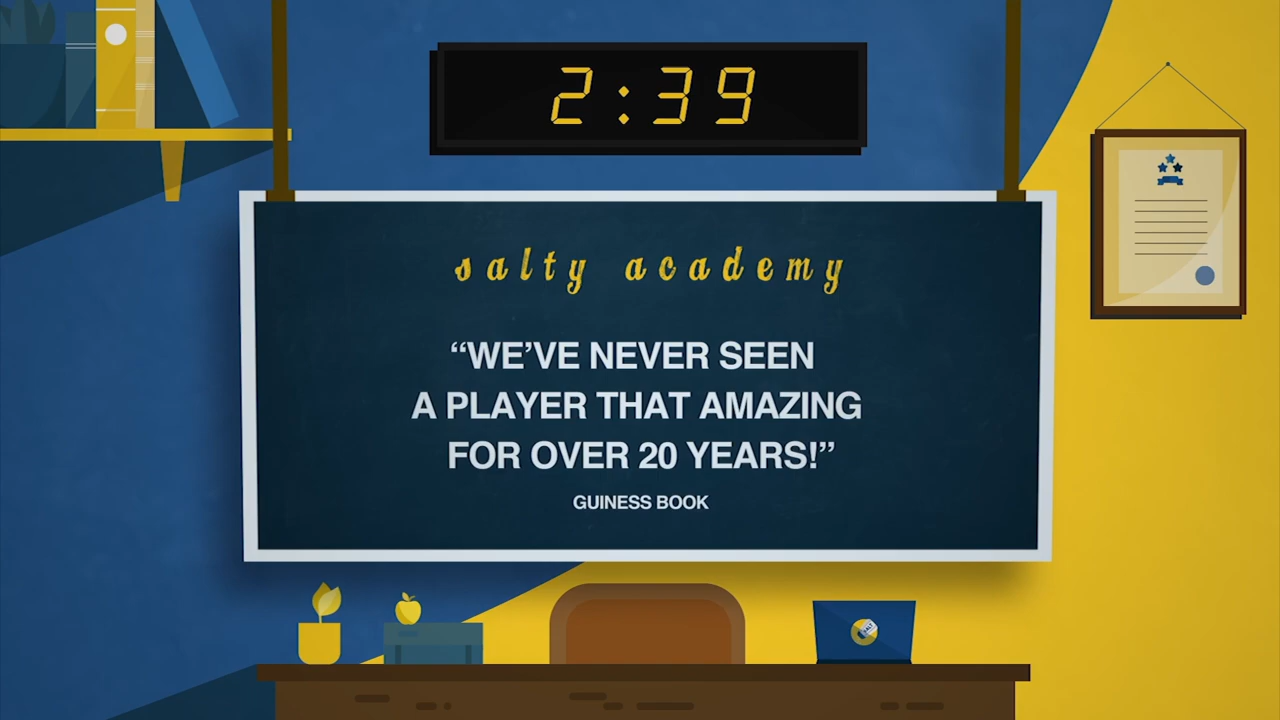 2:39
salty academy
“WE’VE NEVER SEEN
A PLAYER THAT AMAZING
FOR OVER 20 YEARS!”
GUINESS BOOK